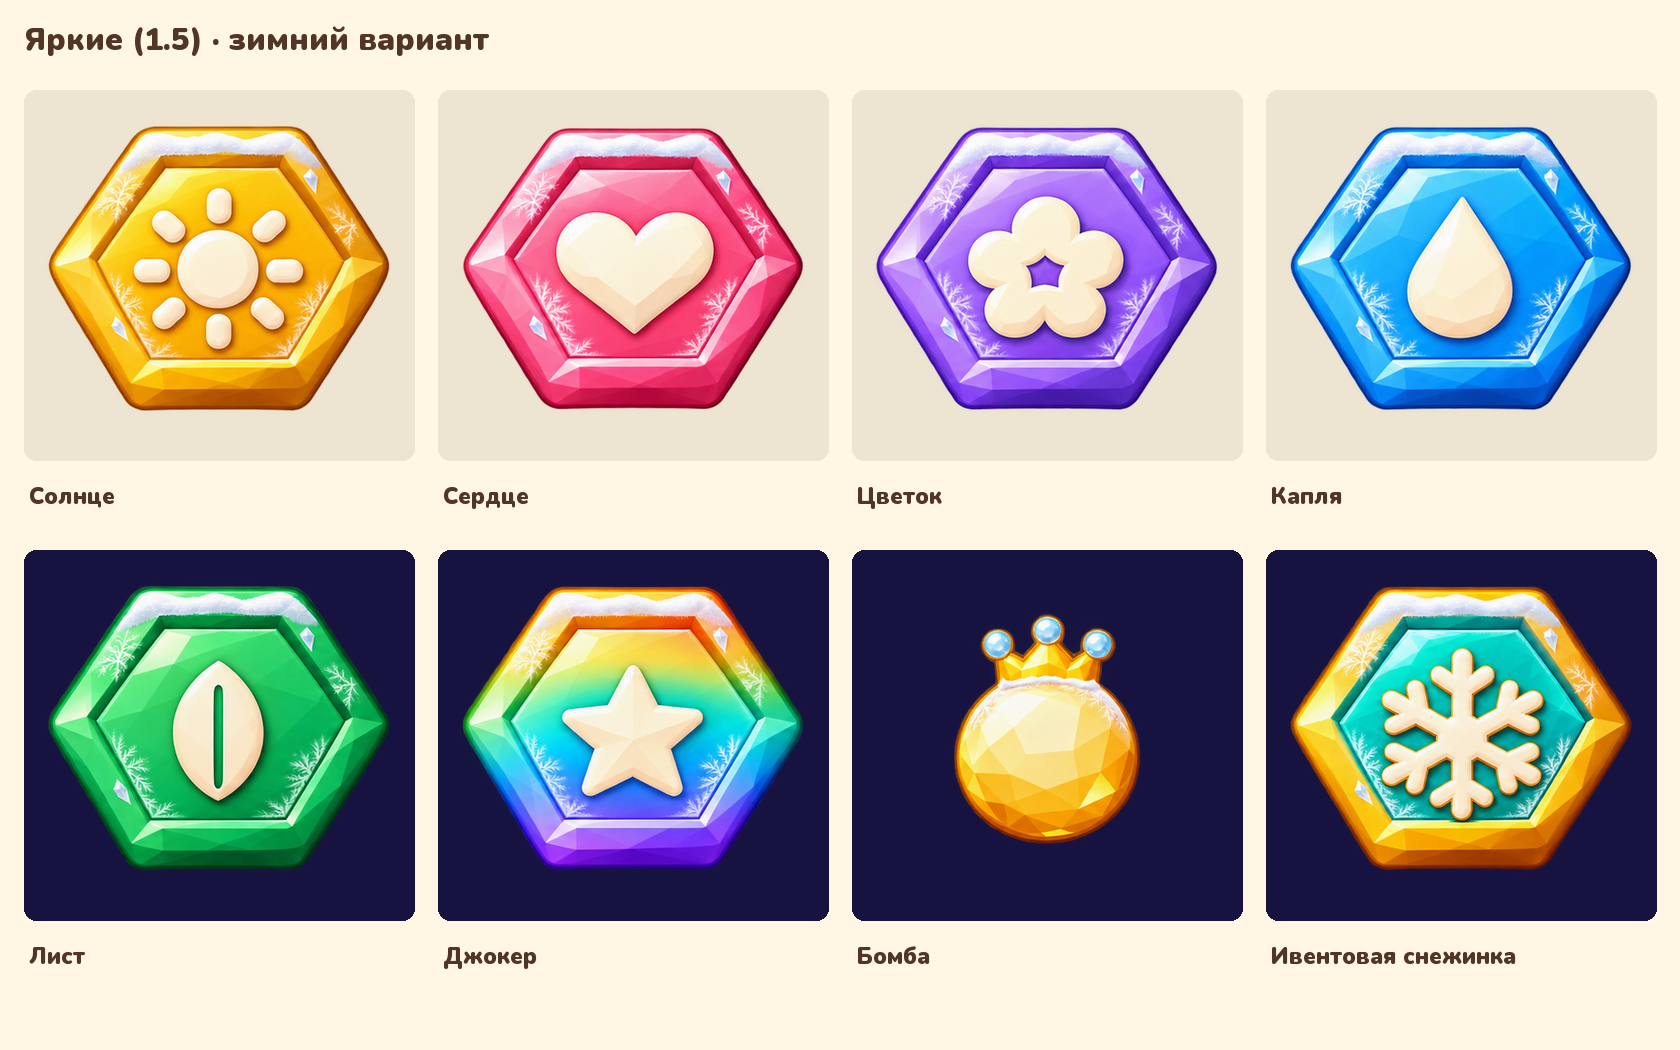 Яркие (1.5) · зимний вариант
Солнце
Сердце
Цветок
Капля
Лист
Джокер
Бомба
Ивентовая снежинка